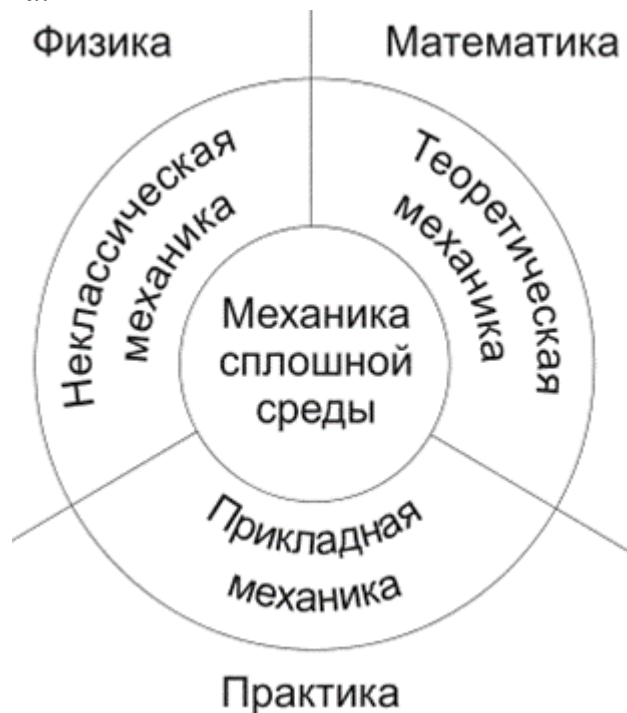 Физика
Математика
Неклассическая
механика
Теоретическая
механика
Механика
сплошной
среды
Прикладная
механика
Практика